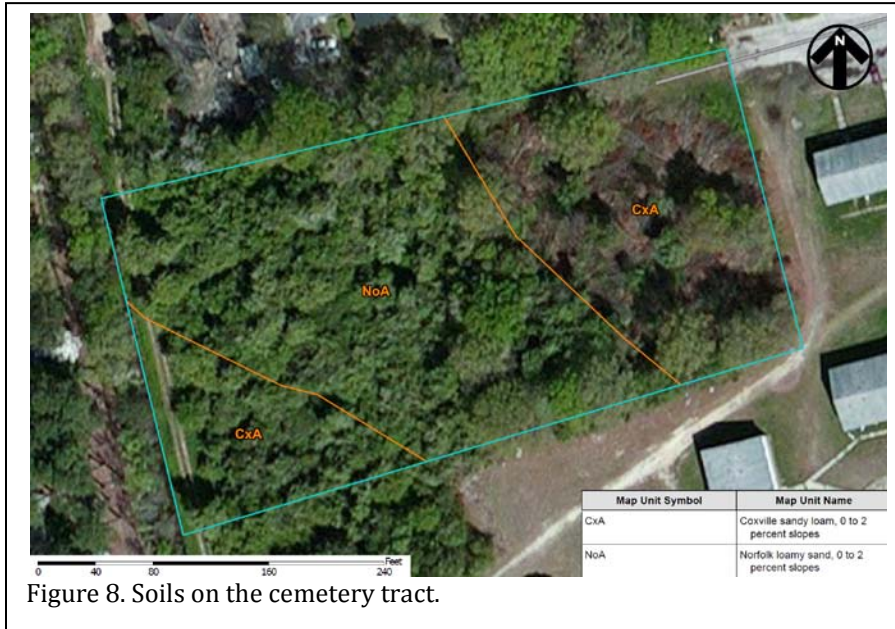 N
CxA
NoA
CxA
Map Unit Symbol Map Unit Name
CxA Coxville sandy loam, 0 to 2
percent slopes
NoA Norfolk loamy sand, 0 to 2
percent slopes
Feet
0 40 80 160 240
Figure 8. Soils on the cemetery tract.